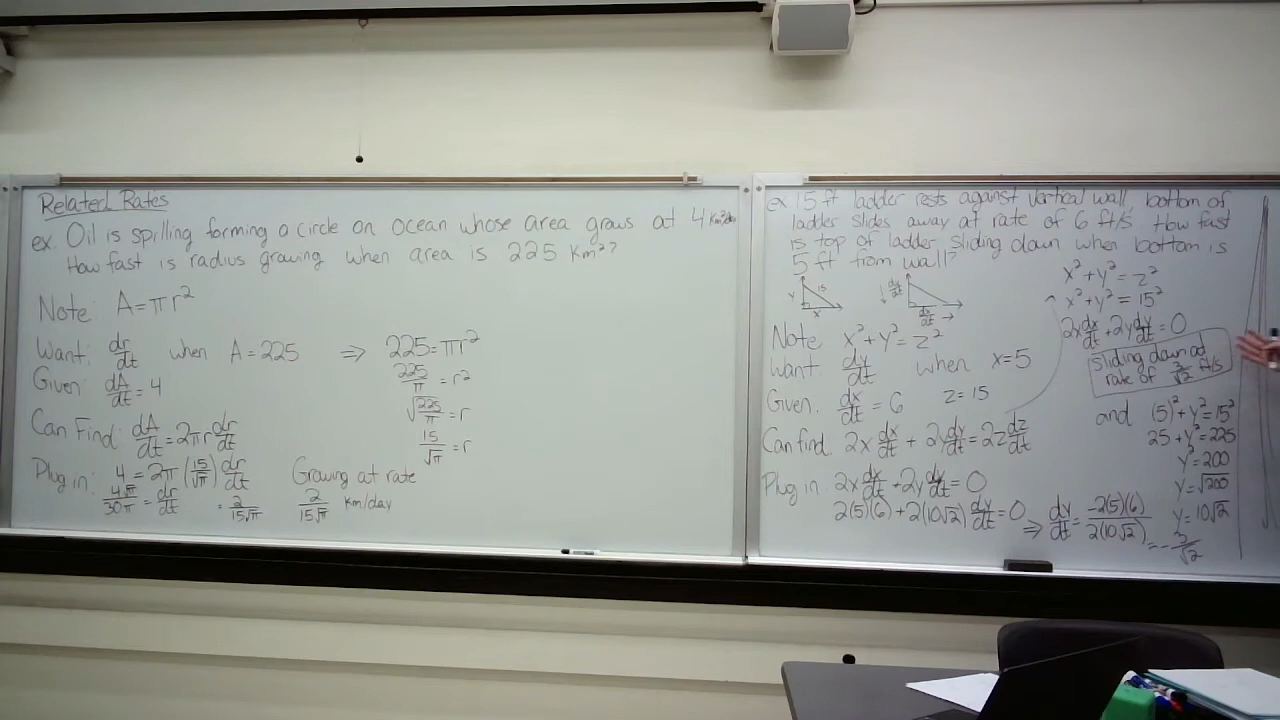 Related Rates
ex. Oil is spilling forming a circle on ocean whose area grows at 4 km²/day
How fast is radius growing when area is 225 km²?
Note: A=πr²
Want: dr/dt when A=225 ⇒ 225=πr²
225/π = r²
√(225/π) = r
15/√π = r
Given: dA/dt = 4
Can Find: dA/dt = 2πr dr/dt
Plug in: 4 = 2π(15/√π) dr/dt
4√π/30π = dr/dt = 2/15√π
Growing at rate
2/15√π km/day
ex 15 ft ladder rests against vertical wall bottom of
ladder slides away at rate of 6 ft/s How fast
is top of ladder sliding down when bottom is
5 ft from wall?
y 15 x
dy/dt dx/dt
Note x²+y²=z²
Want: dy/dt when x=5
Given. dx/dt = 6 z=15
Can find 2x dx/dt + 2y dy/dt = 2z dz/dt
Plug in: 2x dx/dt + 2y dy/dt = 0
2(5)(6) + 2(10√2) dy/dt = 0 ⇒ dy/dt = -2(5)(6)/2(10√2) = -3/√2
x²+y²=z²
x²+y²=15²
2x dx/dt + 2y dy/dt = 0
Sliding down at
rate of 3/√2 ft/s
and (5)²+y²=15²
25+y²=225
y²=200
y=√200
y=10√2